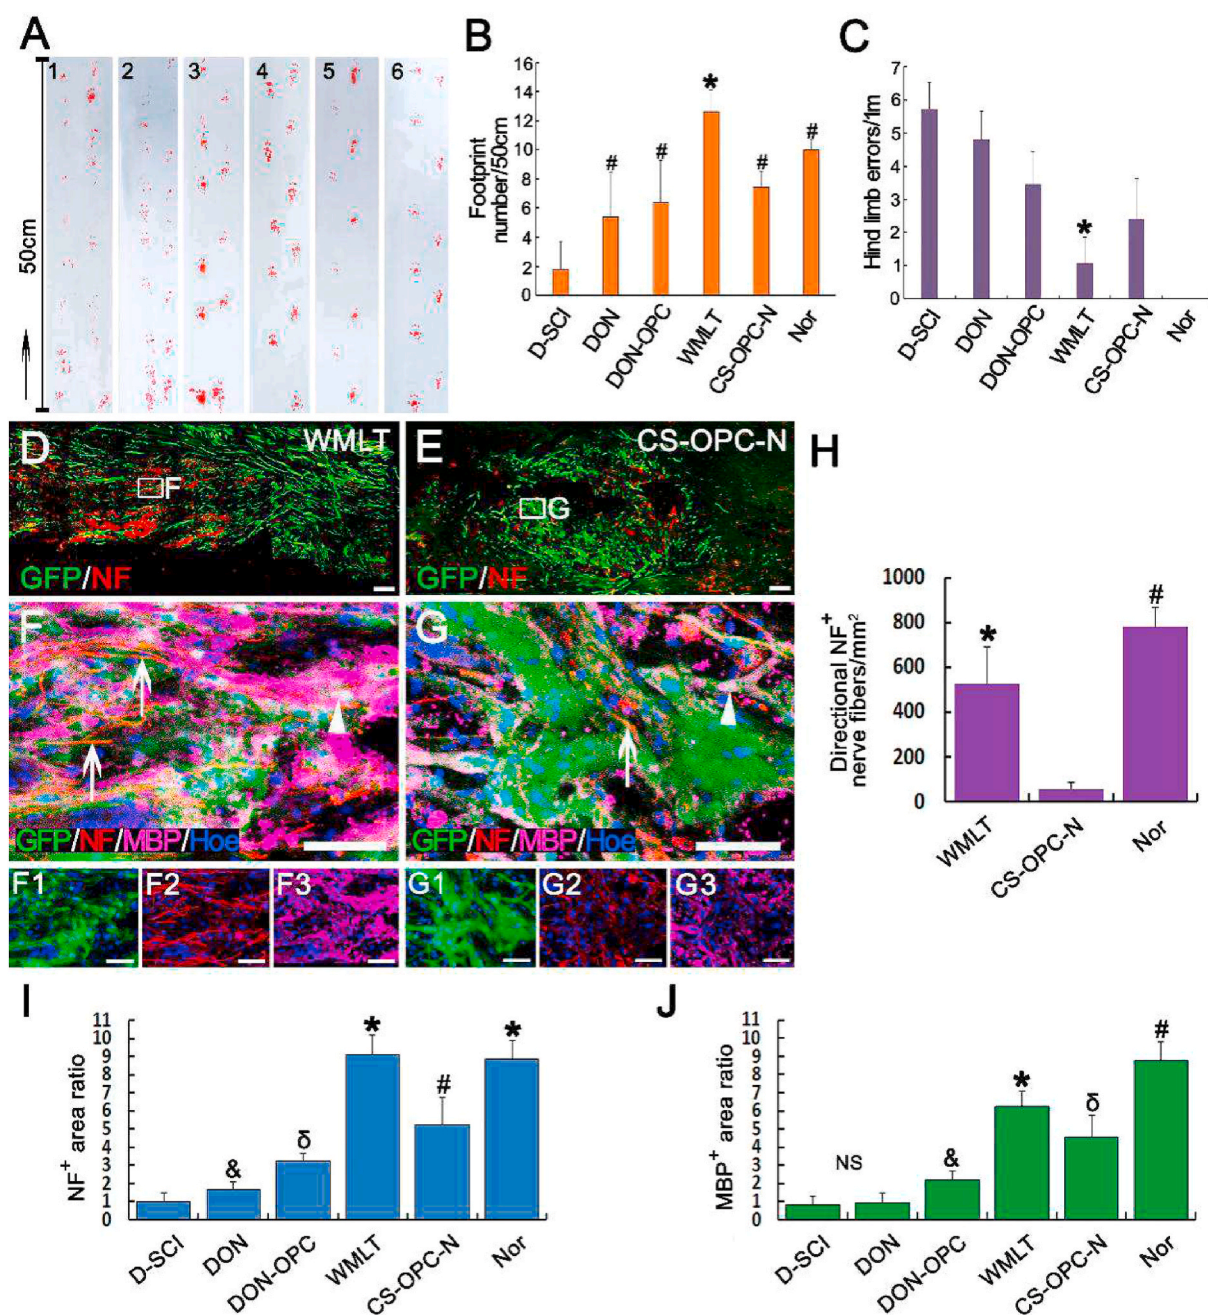 A
1 2 3 4 5 6
50cm
B
Footprint
number/50cm
16
14
12
10
8
6
4
2
0
* # # # #
D-SCI
DON
DON-OPC
WMLT
CS-OPC-N
Nor
C
Hind limb errors/1m
7
6
5
4
3
2
1
0
*
D-SCI
DON
DON-OPC
WMLT
CS-OPC-N
Nor
D
WMLT
F
GFP/NF
E
CS-OPC-N
G
GFP/NF
F
GFP/NF/MBP/Hoe
G
GFP/NF/MBP/Hoe
F1 F2 F3 G1 G2 G3
H
Directional NF⁺
nerve fibers/mm²
1000
800
600
400
200
0
* #
WMLT
CS-OPC-N
Nor
I
NF⁺ area ratio
11
10
9
8
7
6
5
4
3
2
1
0
& δ * # *
D-SCI
DON
DON-OPC
WMLT
CS-OPC-N
Nor
J
MBP⁺ area ratio
11
10
9
8
7
6
5
4
3
2
1
0
NS & * δ #
D-SCI
DON
DON-OPC
WMLT
CS-OPC-N
Nor